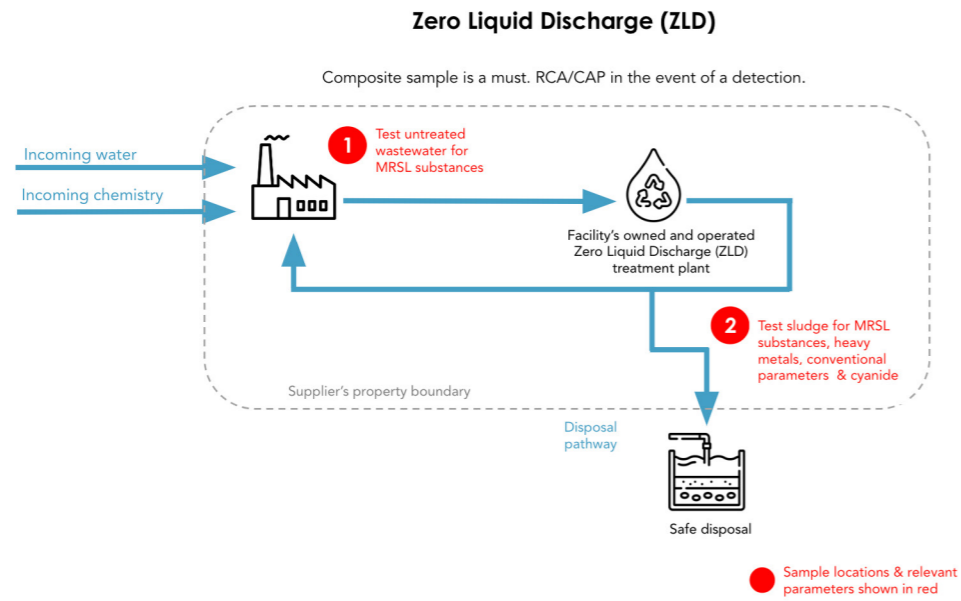 Zero Liquid Discharge (ZLD)
Composite sample is a must. RCA/CAP in the event of a detection.
Incoming water
Incoming chemistry
1
Test untreated
wastewater for
MRSL substances
Facility's owned and operated
Zero Liquid Discharge (ZLD)
treatment plant
2
Test sludge for MRSL
substances, heavy
metals, conventional
parameters & cyanide
Supplier's property boundary
Disposal
pathway
Safe disposal
Sample locations & relevant
parameters shown in red